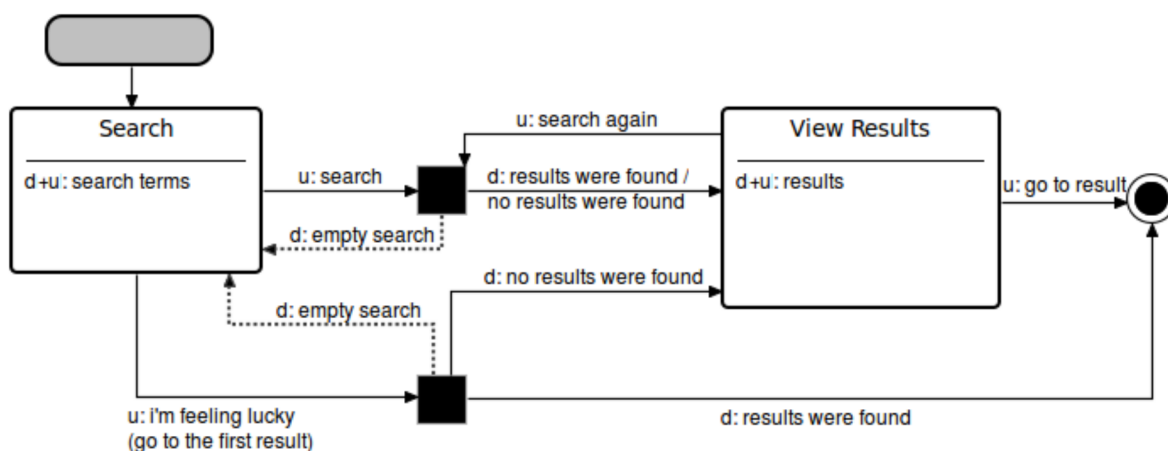 Search
d+u: search terms
u: search
d: empty search
u: search again
d: results were found /
no results were found
View Results
d+u: results
u: go to result
d: no results were found
d: empty search
u: i'm feeling lucky
(go to the first result)
d: results were found